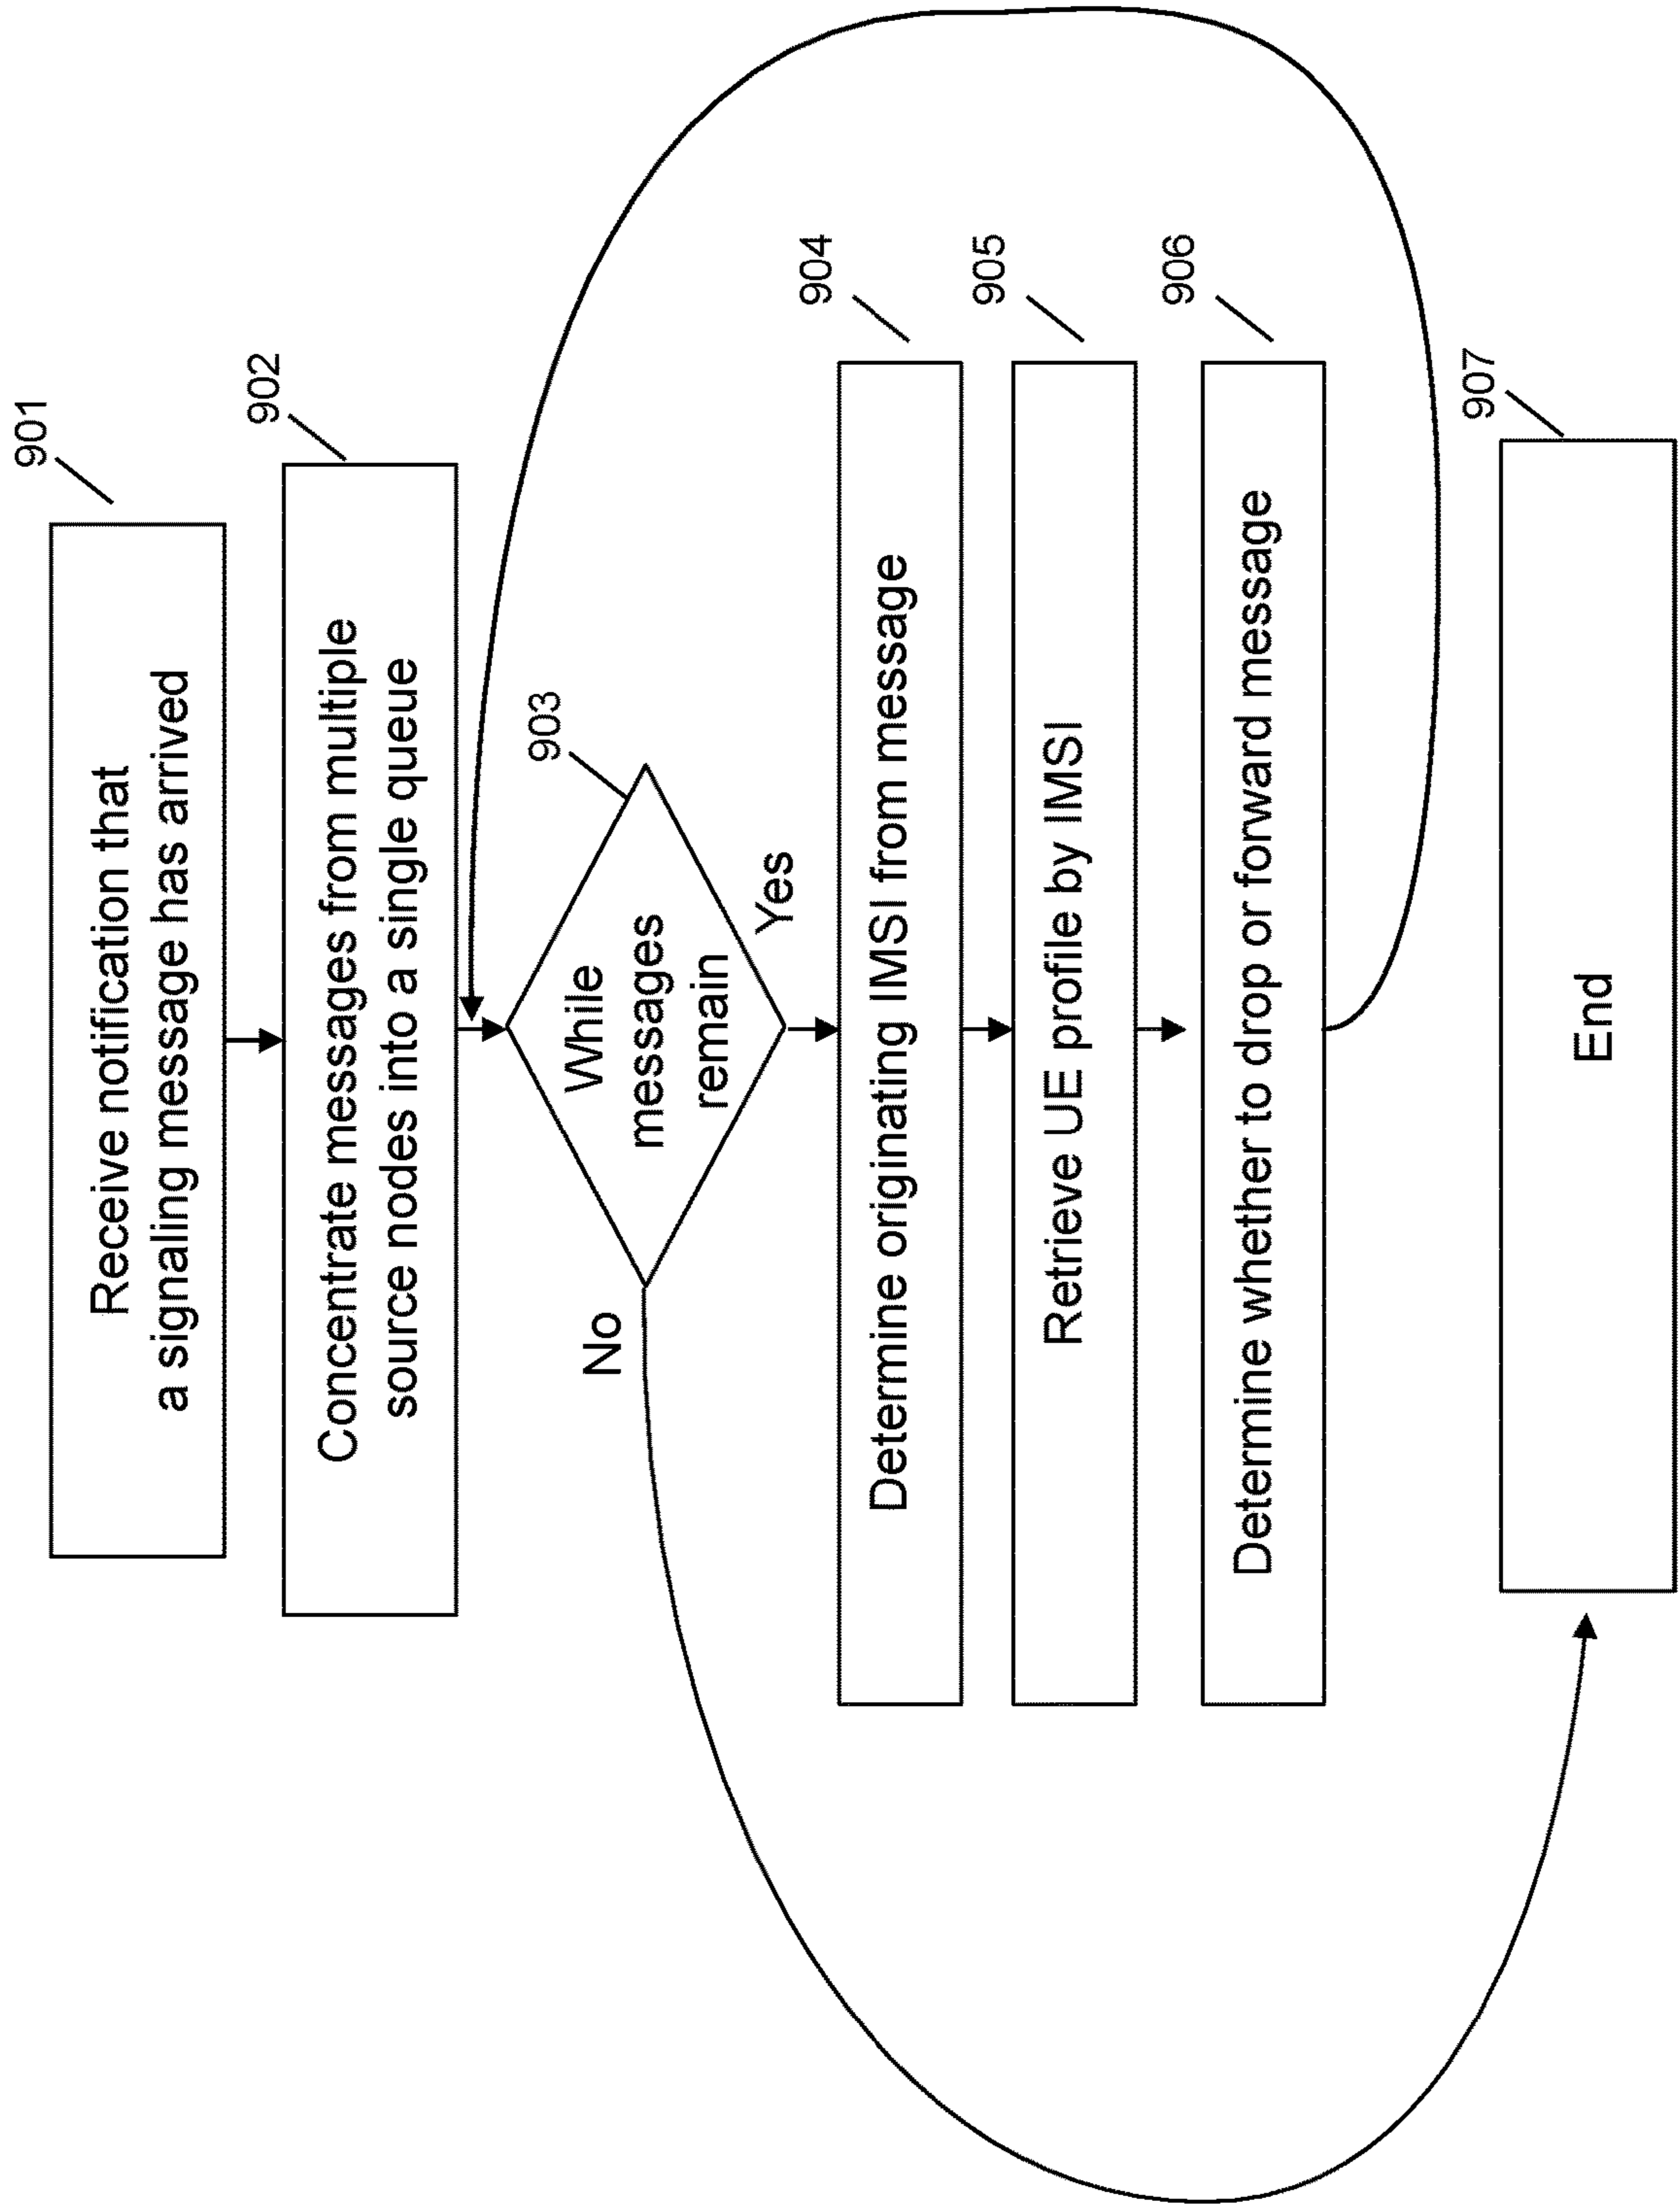 901
Receive notification that
a signaling message has arrived
902
Concentrate messages from multiple
source nodes into a single queue
903
While
messages
remain
No
Yes
904
Determine originating IMSI from message
905
Retrieve UE profile by IMSI
906
Determine whether to drop or forward message
907
End